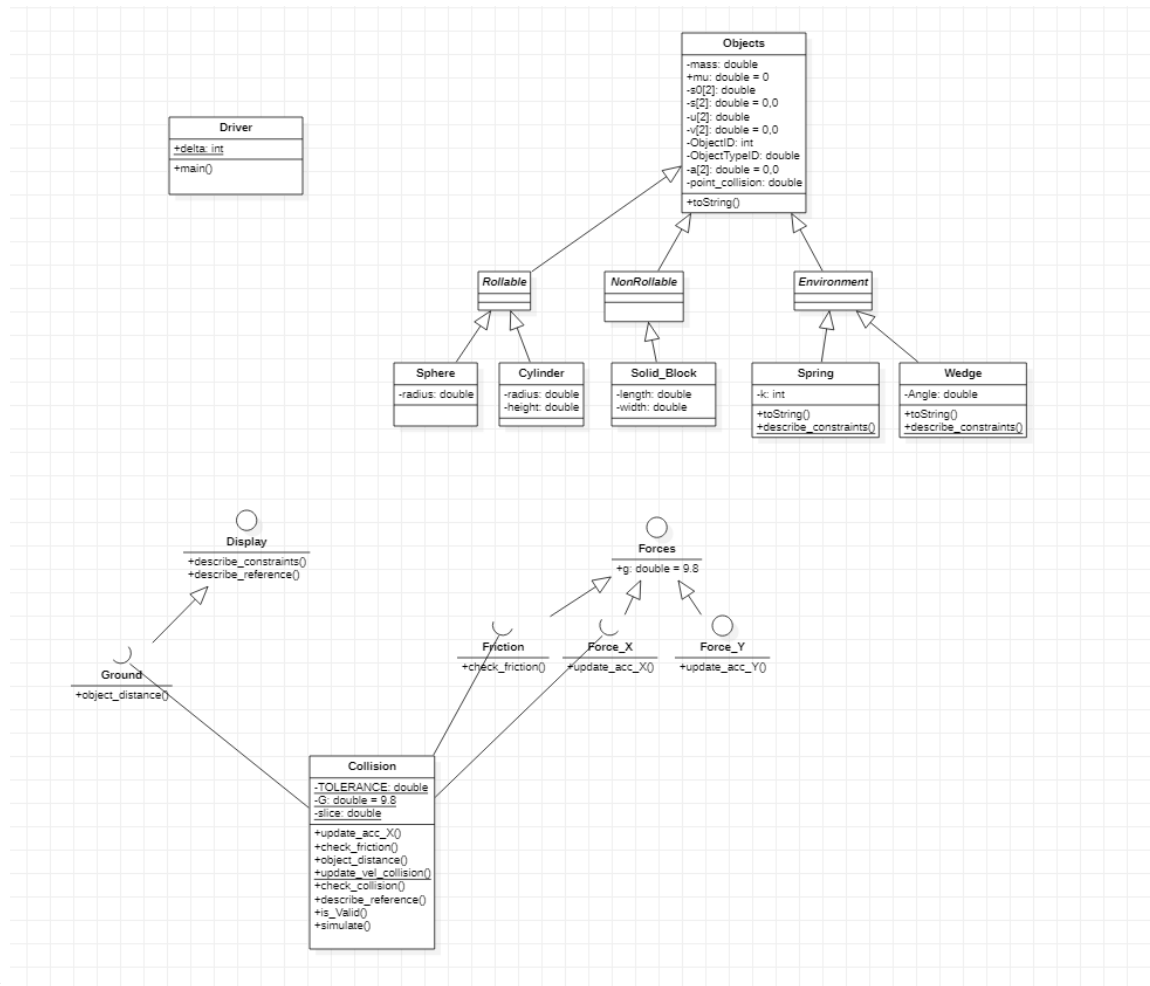 Objects
-mass: double
+mu: double = 0
-s0[2]: double
-s[2]: double = 0,0
-u[2]: double
-v[2]: double = 0,0
-ObjectID: int
-ObjectTypeID: double
-a[2]: double = 0,0
-point_collision: double
+toString()
Driver
+delta: int
+main()
Rollable
NonRollable
Environment
Sphere
-radius: double
Cylinder
-radius: double
-height: double
Solid_Block
-length: double
-width: double
Spring
-k: int
+toString()
+describe_constraints()
Wedge
-Angle: double
+toString()
+describe_constraints()
Display
+describe_constraints()
+describe_reference()
Forces
+g: double = 9.8
Ground
+object_distance()
Friction
+check_friction()
Force_X
+update_acc_X()
Force_Y
+update_acc_Y()
Collision
-TOLERANCE: double
-G: double = 9.8
-slice: double
+update_acc_X()
+check_friction()
+object_distance()
+update_vel_collision()
+check_collision()
+describe_reference()
+is_Valid()
+simulate()